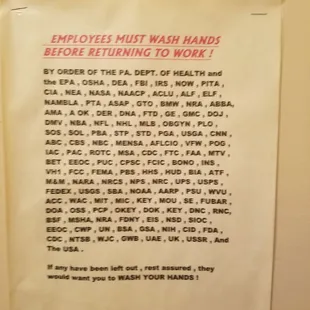 EMPLOYEES MUST WASH HANDS
BEFORE RETURNING TO WORK !
BY ORDER OF THE PA. DEPT. OF HEALTH and
the EPA , OSHA , DEA , FBI , IRS , NOW , PITA ,
CIA , NEA , NASA , NAACP , ACLU , ALF , ELF ,
NAMBLA , PTA , ASAP , GTO , BMW , NRA , ABBA,
AMA , A OK , DER , DNA , FTD , GE , GMC , DOJ ,
DMV , NBA , NFL , NHL , MLB , OBGYN , PLO ,
SOS , SOL , PBA , STP , STD , PGA , USGA , CNN ,
ABC , CBS , NBC , MENSA , AFLCIO , VFW , POG ,
IAC , PAC , ROTC , MSA , CDC , FTC , FAA , MTV ,
BET , EEOC , PUC , CPSC , FCIC , BONO , INS ,
VH1 , FCC , FEMA , PBS , HHS , HUD , BIA , ATF ,
M&M , NARA , NRCS , NPS , NRC , UPS , USPS ,
FEDEX , USGS , SBA , NOAA , AARP , PSU , WVU ,
ACC , WAC , MIT , MIC , KEY , MOU , SE , FUBAR ,
DOA , OSS , PCP , OKEY , DOK , KEY , DNC , RNC,
BSF , MSHA, NRA , FDNY , EIS , NSD , SIOC ,
EEOC , CWP , UN , BSA , GSA , NIH , CID , FDA ,
CDC , NTSB , WJC , GWB , UAE , UK , USSR , And
The USA .
If any have been left out , rest assured , they
would want you to WASH YOUR HANDS !